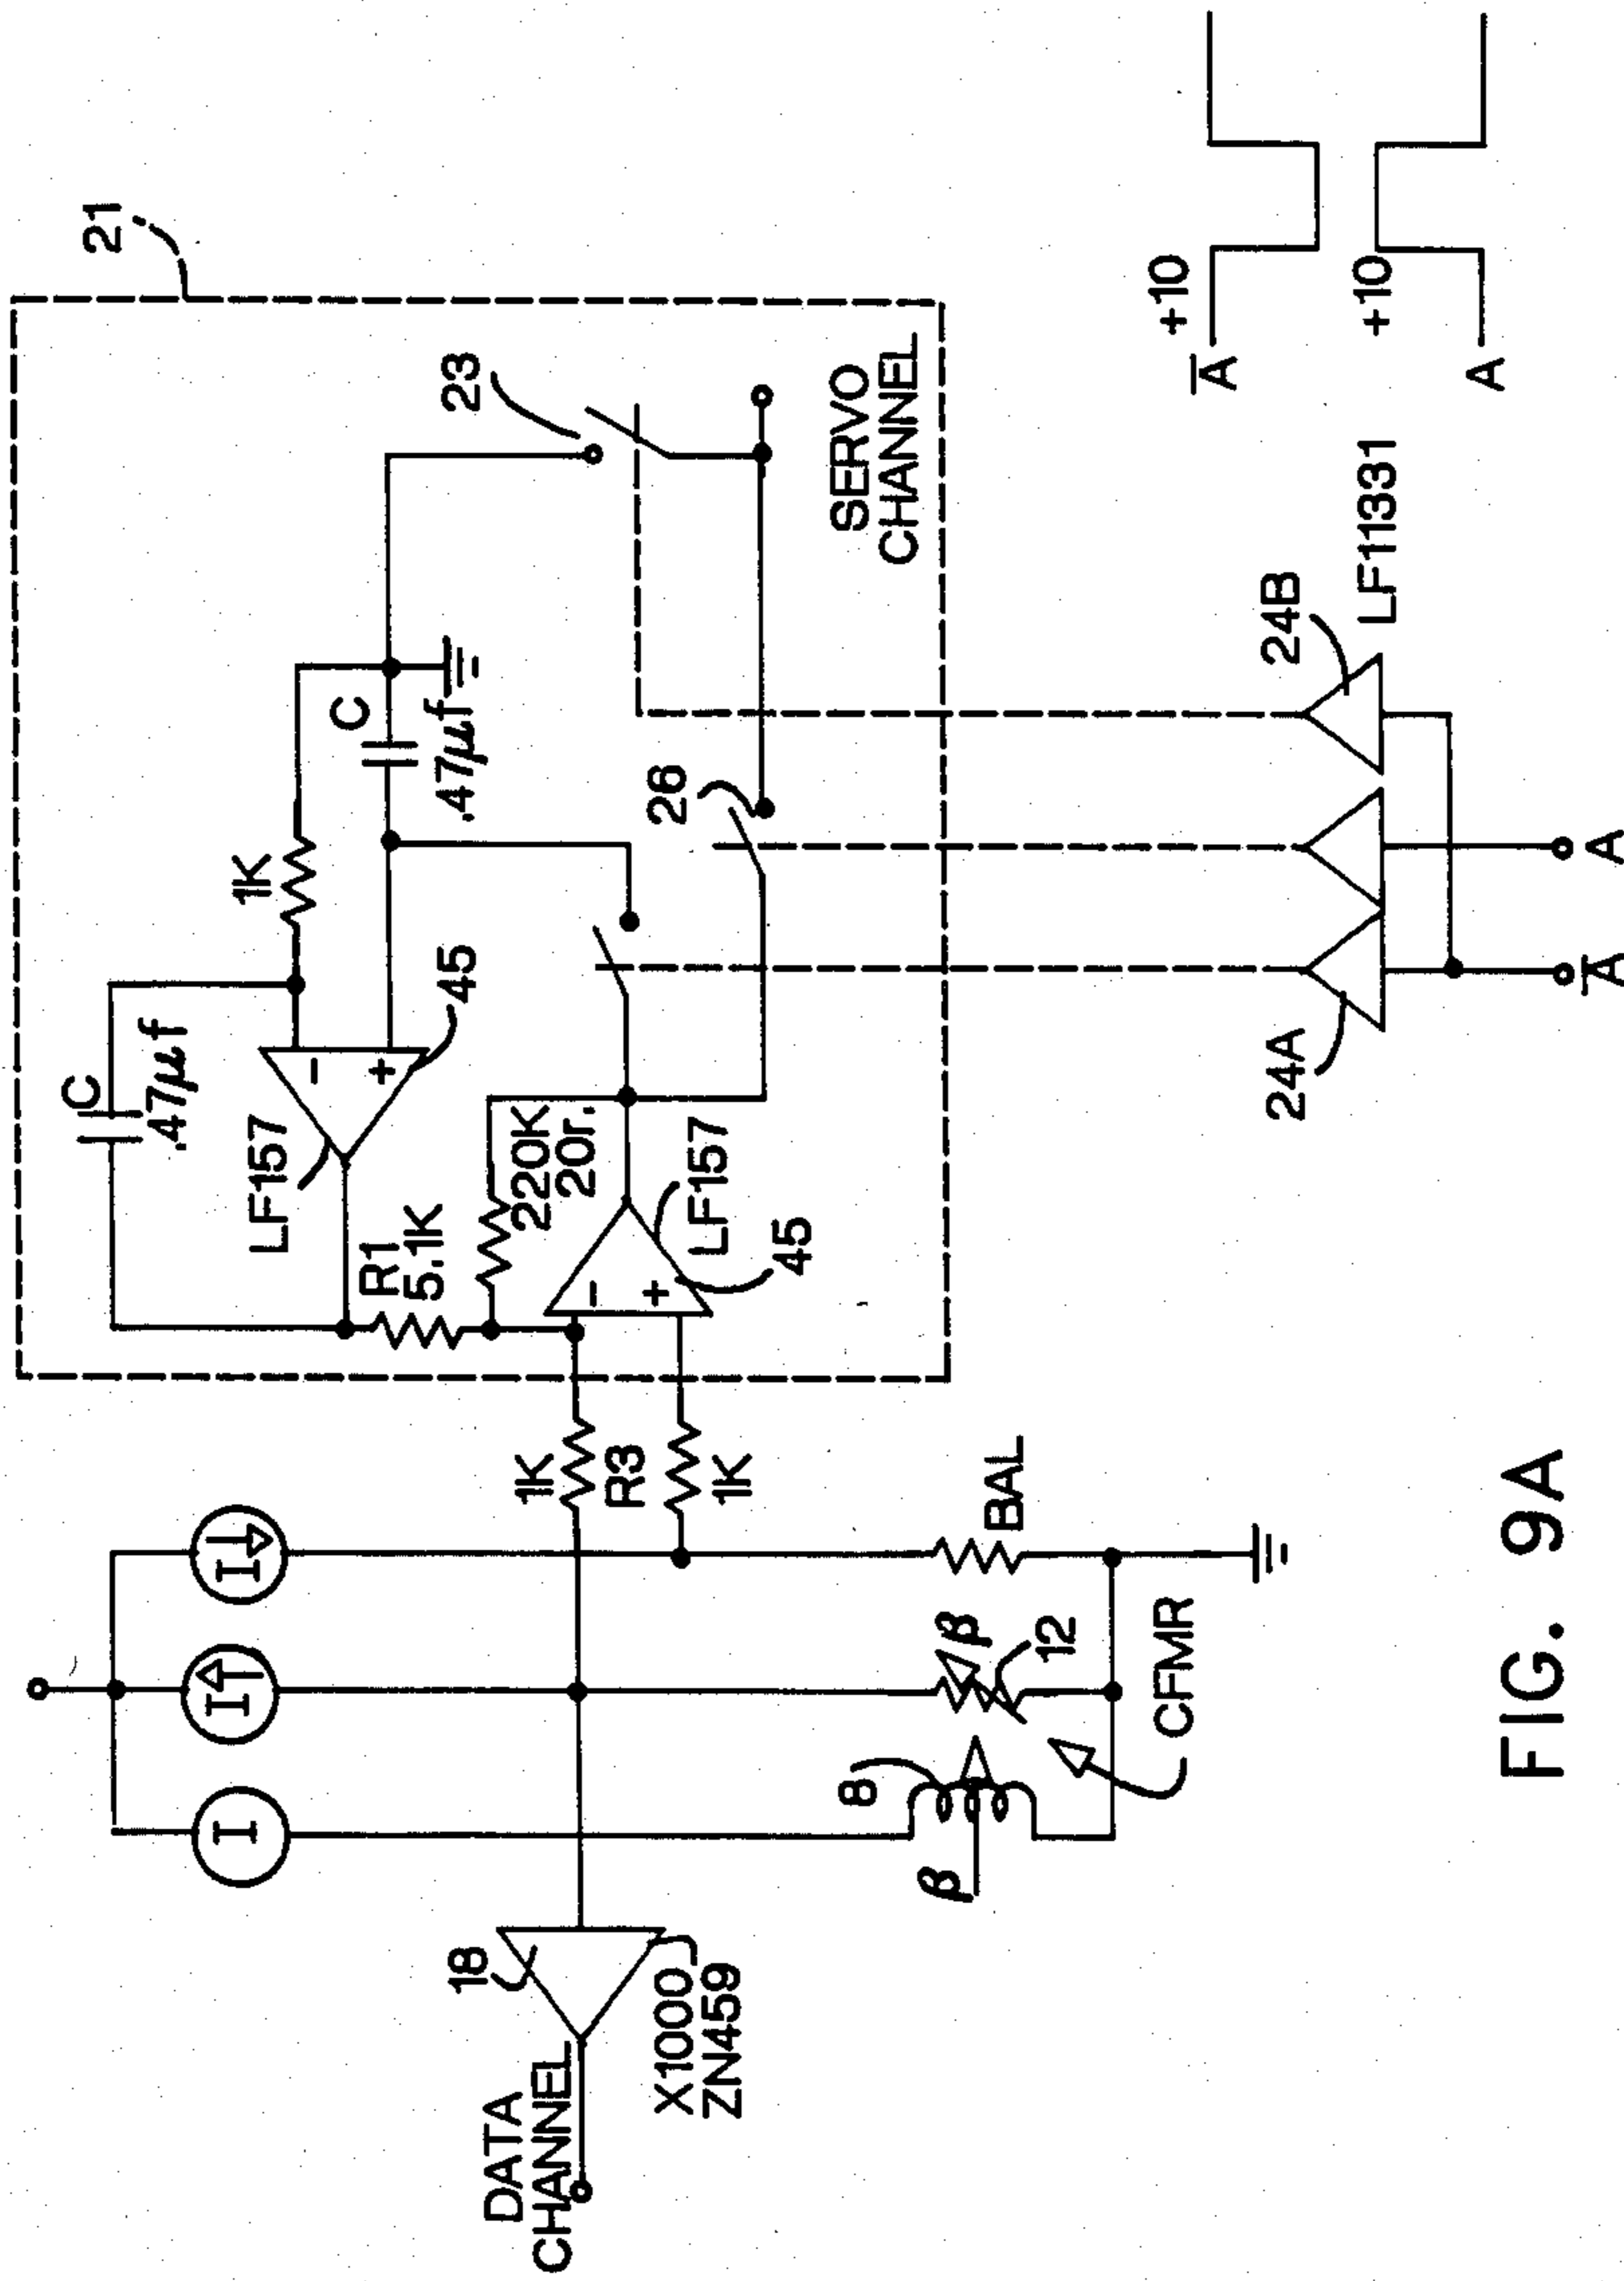 21
C
.47µf
1K
C
.47µf
LF157
45
R1
5.1K
220K
20r.
LF157
45
23
26
SERVO
CHANNEL
I
I
I
1K
R3
1K
18
X1000
ZN459
DATA
CHANNEL
8
β
β
12
BAL
CFMR
24A
24B
LF11331
A̅
A
A̅
+10
+10
A
FIG. 9A